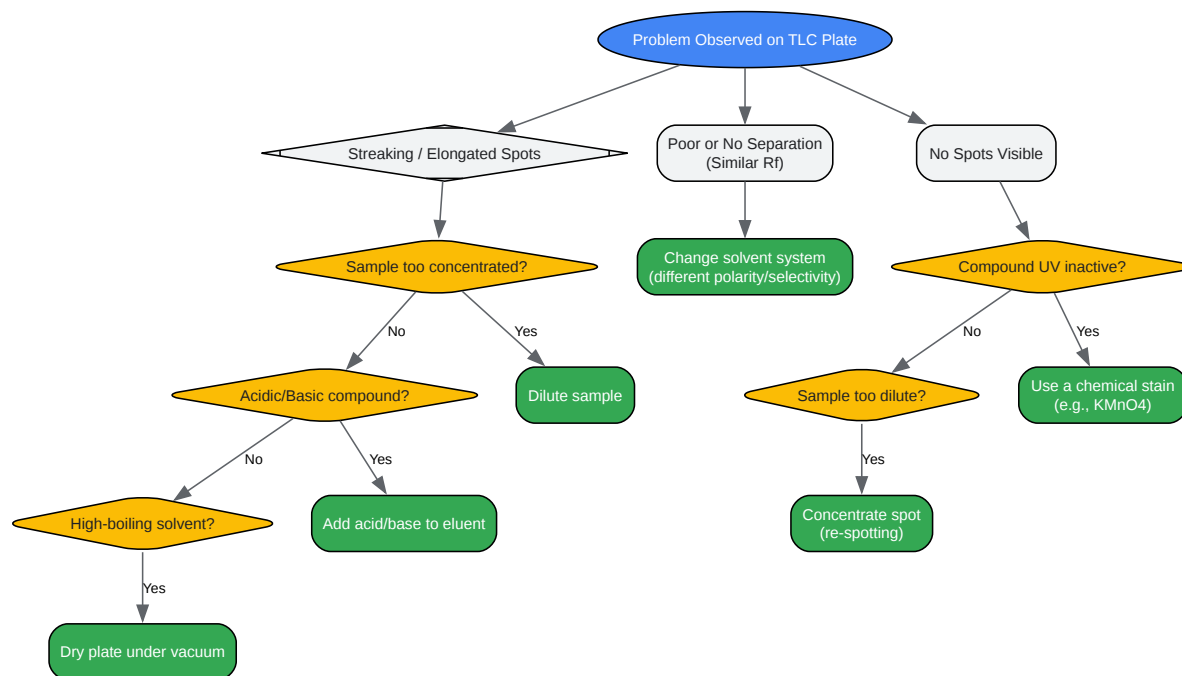 Problem Observed on TLC Plate
Streaking / Elongated Spots
Poor or No Separation
(Similar Rf)
No Spots Visible
Sample too concentrated?
Change solvent system
(different polarity/selectivity)
Compound UV inactive?
No
Yes
No
Yes
Acidic/Basic compound?
Dilute sample
Sample too dilute?
Use a chemical stain
(e.g., KMnO4)
No
Yes
Yes
High-boiling solvent?
Add acid/base to eluent
Concentrate spot
(re-spotting)
Yes
Dry plate under vacuum